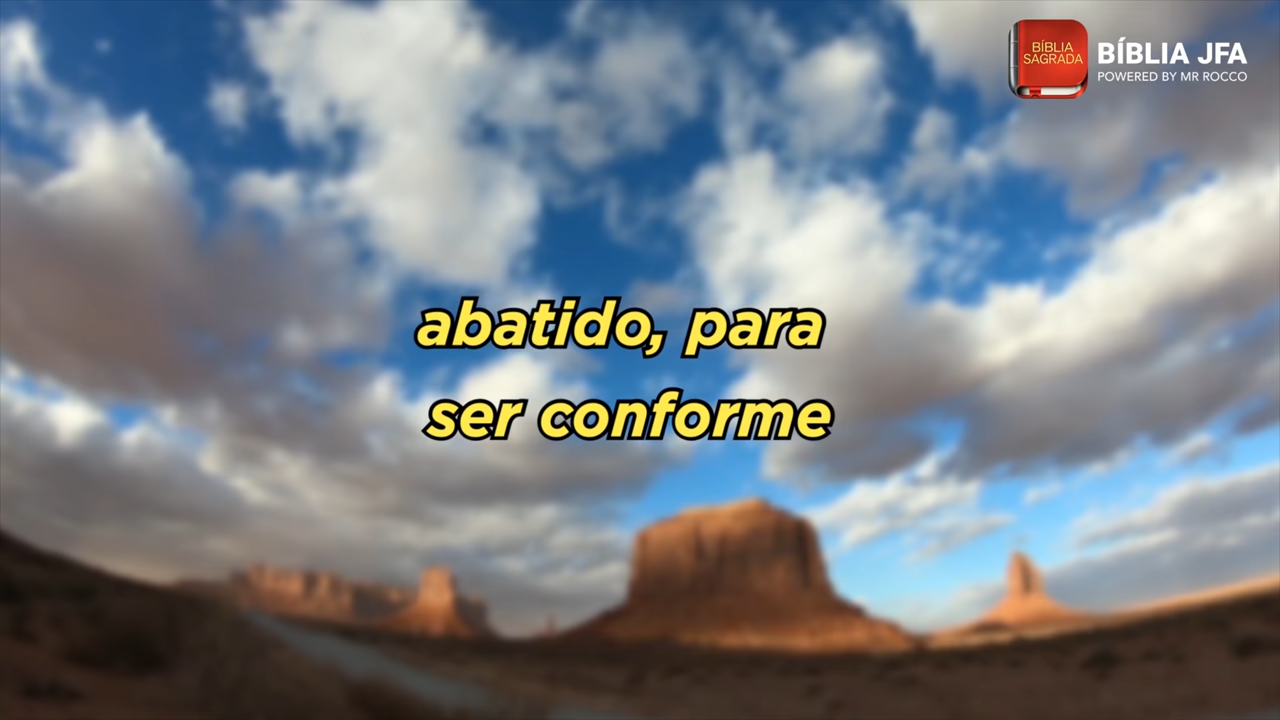 BÍBLIA
SAGRADA
BÍBLIA JFA
POWERED BY MR ROCCO
abatido, para
ser conforme